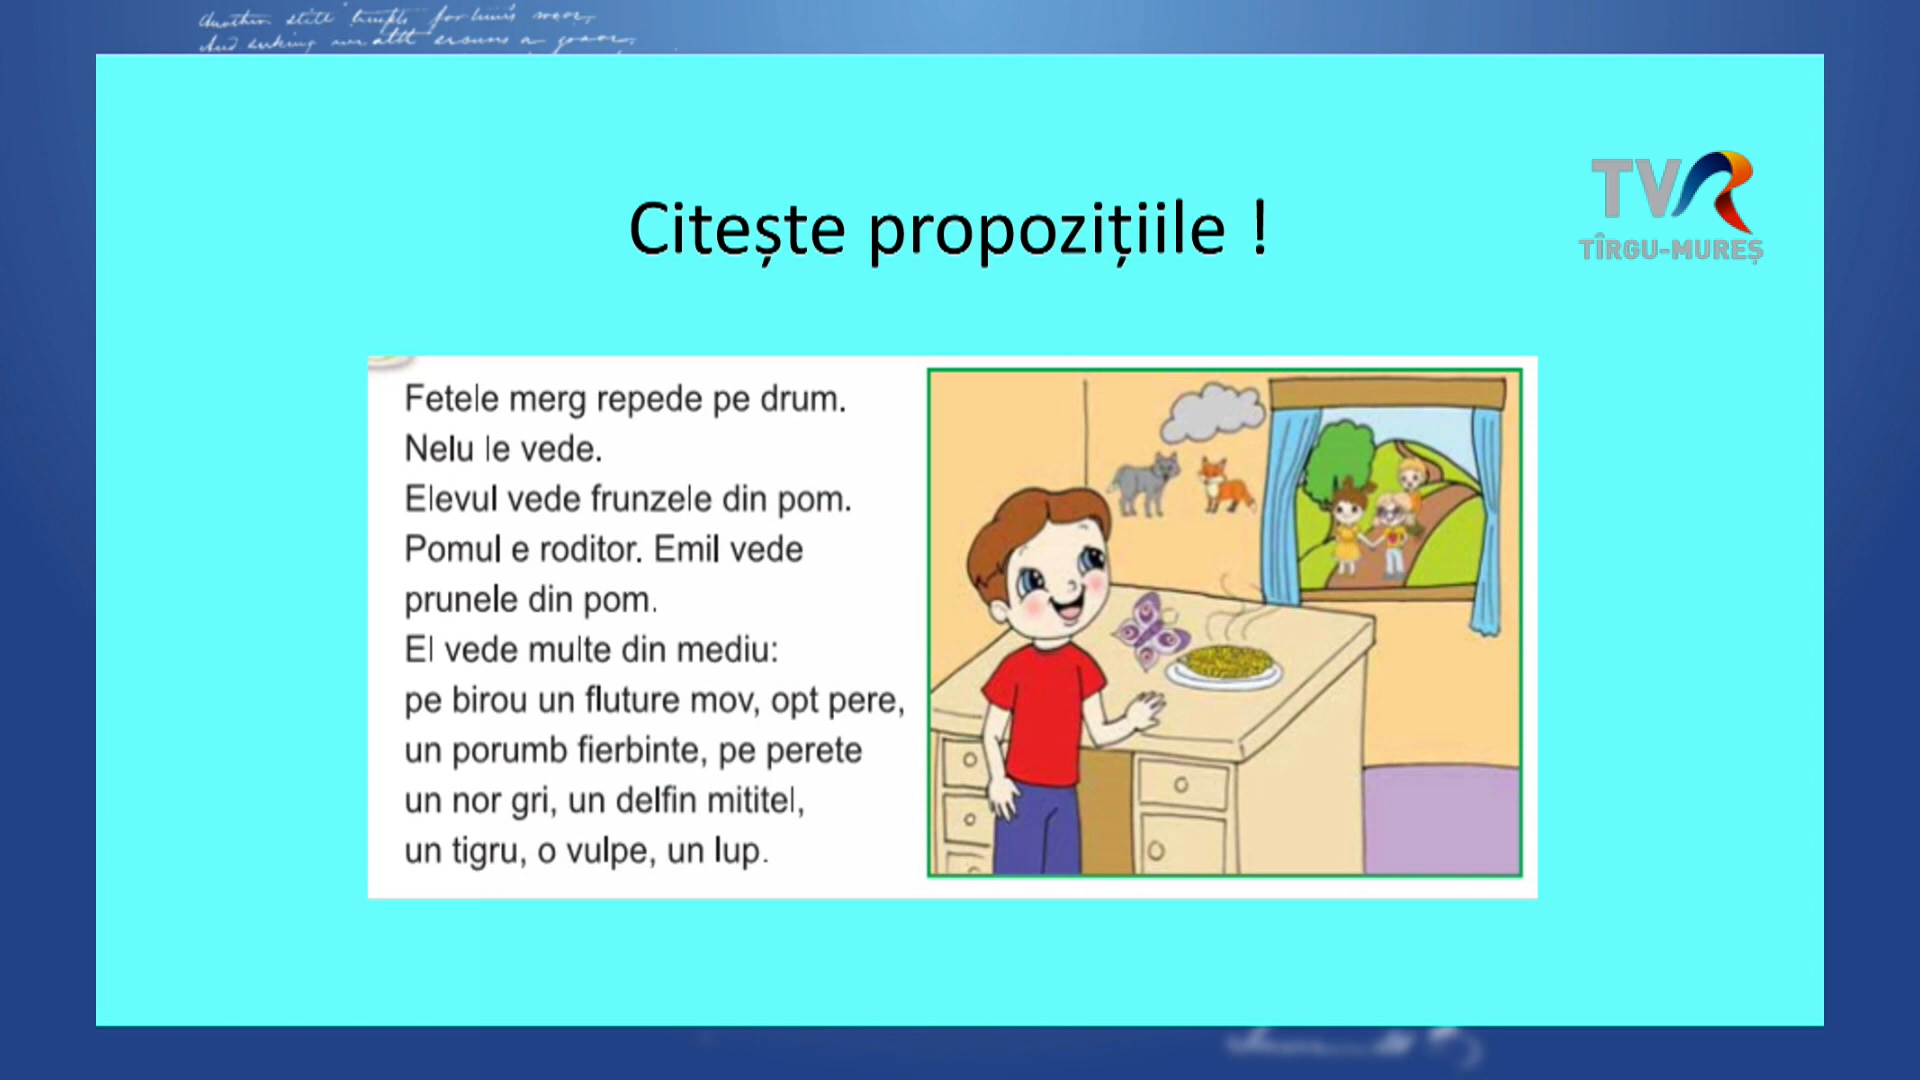 Citește propozițiile !
TVR
TÎRGU-MUREȘ
Fetele merg repede pe drum.
Nelu le vede.
Elevul vede frunzele din pom.
Pomul e roditor. Emil vede
prunele din pom.
El vede multe din mediu:
pe birou un fluture mov, opt pere,
un porumb fierbinte, pe perete
un nor gri, un delfin mititel,
un tigru, o vulpe, un lup.